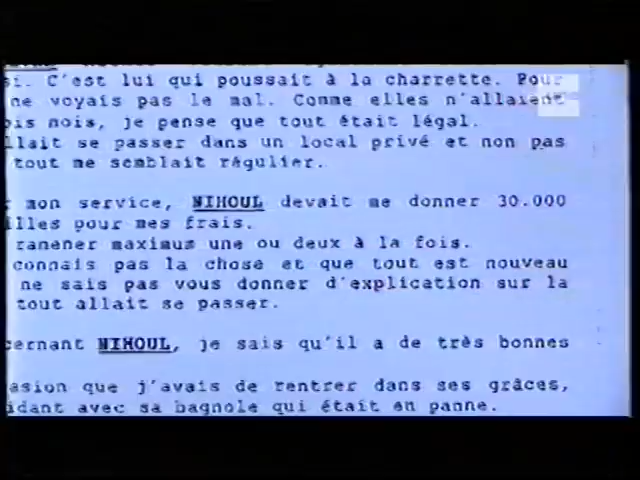 si. C'est lui qui poussait à la charrette. Pour
ne voyais pas le mal. Comme elles n'allaient
ois mois, je pense que tout était légal.
llait se passer dans un local privé et non pas
tout me semblait régulier.
mon service, NIHOUL devait me donner 30.000
illes pour mes frais.
ramener maximum une ou deux à la fois.
connais pas la chose et que tout est nouveau
ne sais pas vous donner d'explication sur la
tout allait se passer.
cernant NIHOUL, je sais qu'il a de très bonnes
asion que j'avais de rentrer dans ses grâces,
idant avec sa bagnole qui était en panne.